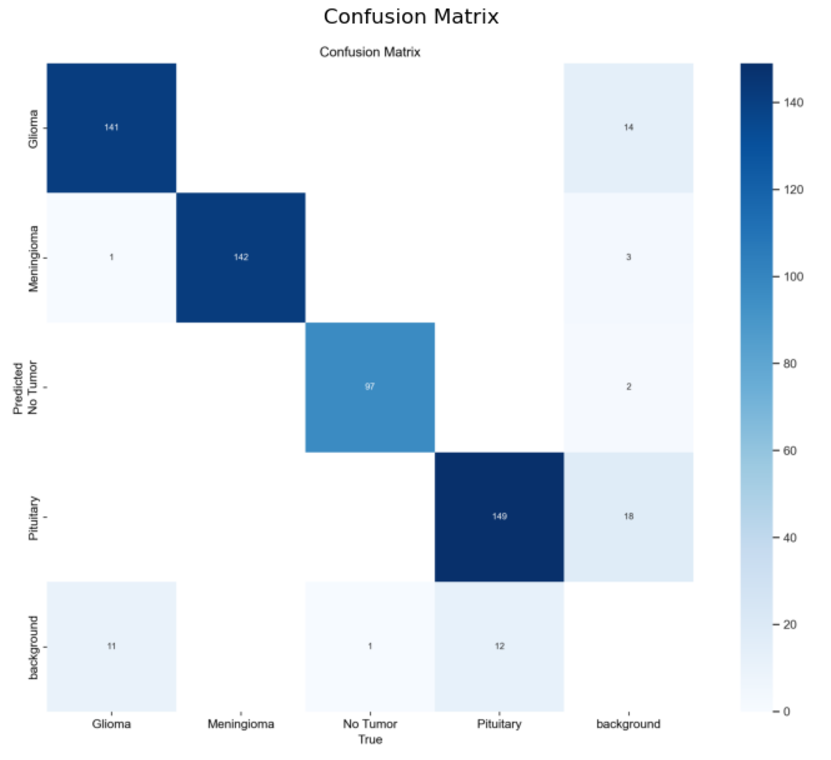 Confusion Matrix
Confusion Matrix
Glioma
141
14
140
120
Meningioma
1
142
3
100
Predicted
No Tumor
97
2
80
60
Pituitary
149
18
40
20
background
11
1
12
0
Glioma
Meningioma
No Tumor
Pituitary
background
True